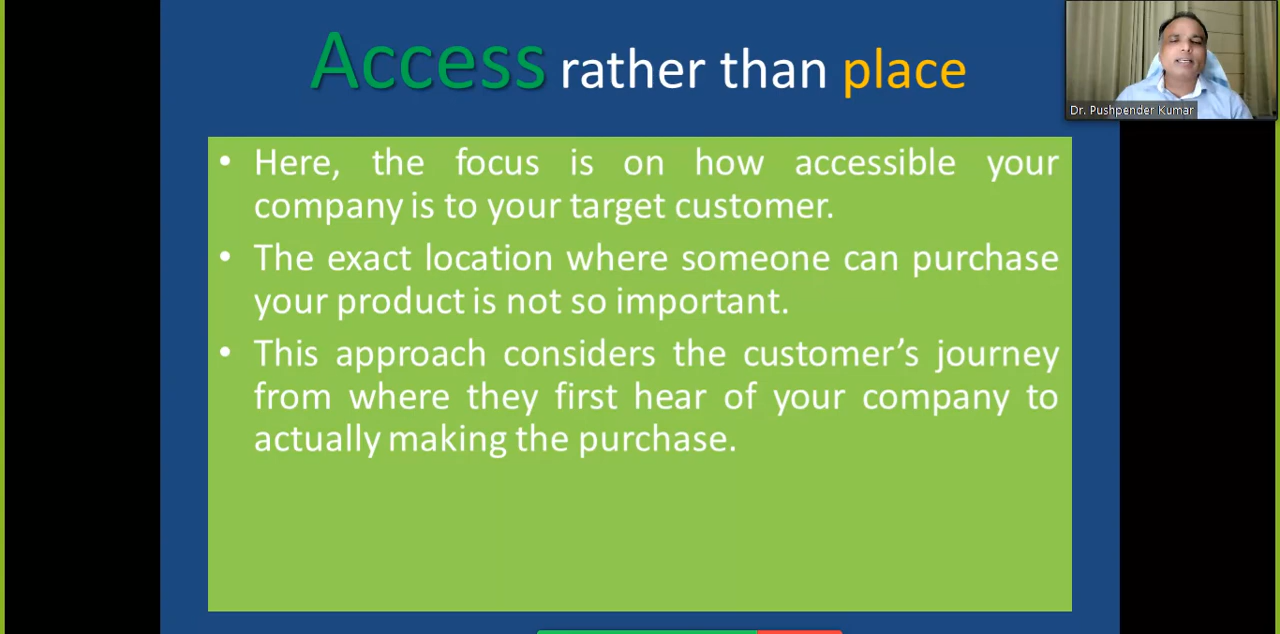 Access rather than place
Dr. Pushpender Kumar
• Here, the focus is on how accessible your
company is to your target customer.
• The exact location where someone can purchase
your product is not so important.
• This approach considers the customer’s journey
from where they first hear of your company to
actually making the purchase.